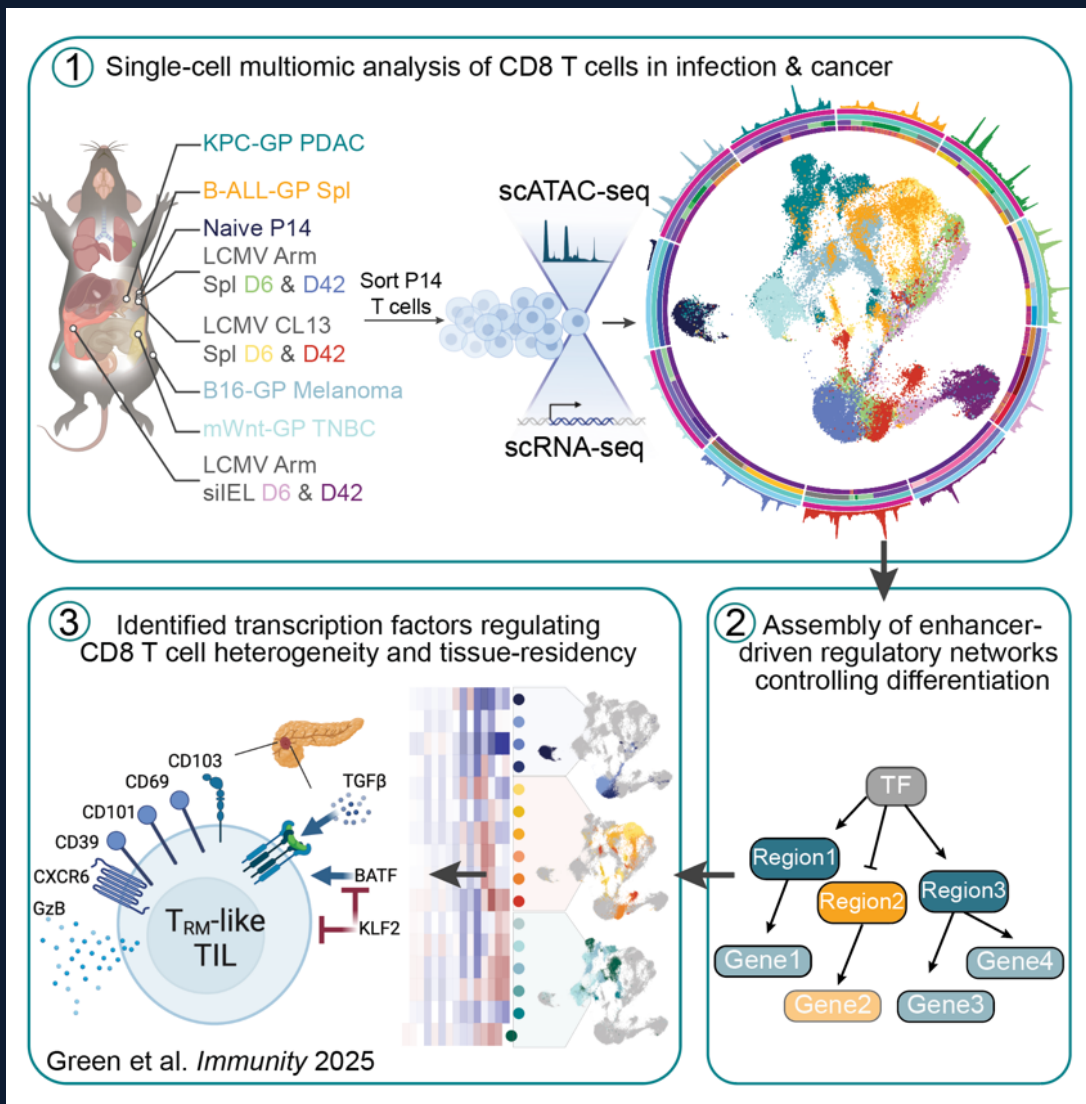 1 Single-cell multiomic analysis of CD8 T cells in infection & cancer
KPC-GP PDAC
B-ALL-GP Spl
Naive P14
LCMV Arm
Spl D6 & D42
LCMV CL13
Spl D6 & D42
B16-GP Melanoma
mWnt-GP TNBC
LCMV Arm
siIEL D6 & D42
Sort P14
T cells
scATAC-seq
scRNA-seq
2 Assembly of enhancer-
driven regulatory networks
controlling differentiation
TF
Region1
Region2
Region3
Gene1
Gene2
Gene3
Gene4
3 Identified transcription factors regulating
CD8 T cell heterogeneity and tissue-residency
CD103
CD69
CD101
CD39
CXCR6
GzB
TGFβ
BATF
KLF2
TRM-like
TIL
Green et al. Immunity 2025